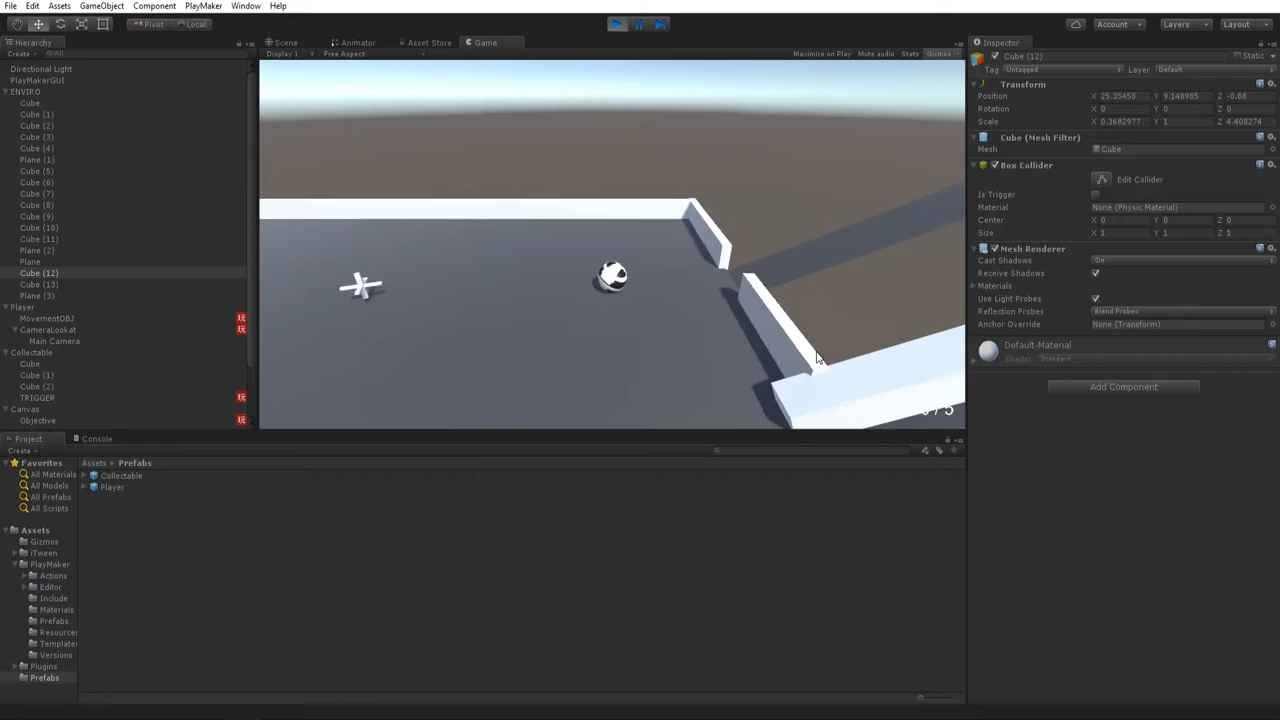 File Edit Assets GameObject Component PlayMaker Window Help
Pivot Local Account Layers Layout
Hierarchy
Create All
Directional Light
PlayMakerGUI
ENVIRO
Cube
Cube (1)
Cube (2)
Cube (3)
Cube (4)
Plane (1)
Cube (5)
Cube (6)
Cube (7)
Cube (8)
Cube (9)
Cube (10)
Cube (11)
Plane (2)
Plane
Cube (12)
Cube (13)
Plane (3)
Player
MovementOBJ
CameraLookat
Main Camera
Collectable
Cube
Cube (1)
Cube (2)
TRIGGER
Canvas
Objective
Scene Animator Asset Store Game
Display 1 Free Aspect Maximize on Play Mute audio Stats Gizmos
/ 5
Inspector
Cube (12) Static
Tag Untagged Layer Default
Transform
Position X 25.35458 Y 9.148985 Z -0.88
Rotation X 0 Y 0 Z 0
Scale X 0.3682977 Y 1 Z 4.408274
Cube (Mesh Filter)
Mesh Cube
Box Collider
Edit Collider
Is Trigger
Material None (Physic Material)
Center X 0 Y 0 Z 0
Size X 1 Y 1 Z 1
Mesh Renderer
Cast Shadows On
Receive Shadows
Materials
Use Light Probes
Reflection Probes Blend Probes
Anchor Override None (Transform)
Default-Material
Shader Standard
Add Component
Project Console
Create
Favorites
All Materials
All Models
All Prefabs
All Scripts
Assets
Gizmos
iTween
PlayMaker
Actions
Editor
Include
Materials
Prefabs
Resource
Template
Versions
Plugins
Prefabs
Assets Prefabs
Collectable
Player